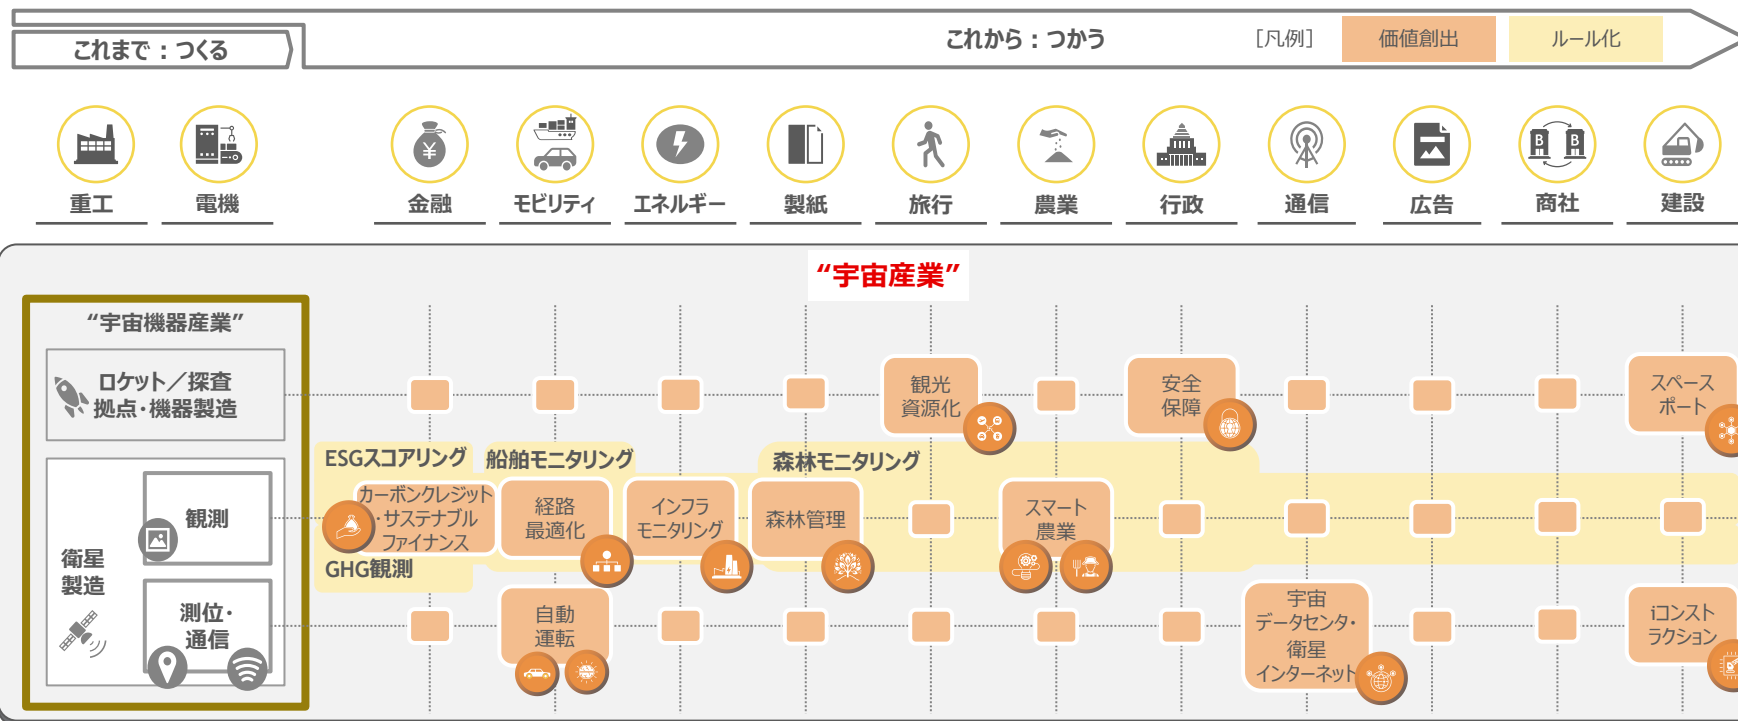 これまで：つくる
これから：つかう
［凡例］
価値創出
ルール化
重工
電機
金融
モビリティ
エネルギー
製紙
旅行
農業
行政
通信
広告
商社
建設
“宇宙産業”
“宇宙機器産業”
ロケット／探査
拠点・機器製造
観光
資源化
安全
保障
スペース
ポート
ESGスコアリング
船舶モニタリング
森林モニタリング
衛星
製造
観測
カーボンクレジット
・サステナブル
ファイナンス
経路
最適化
インフラ
モニタリング
森林管理
スマート
農業
GHG観測
測位・
通信
自動
運転
宇宙
データセンタ・
衛星
インターネット
iコンスト
ラクション
¥
B
B